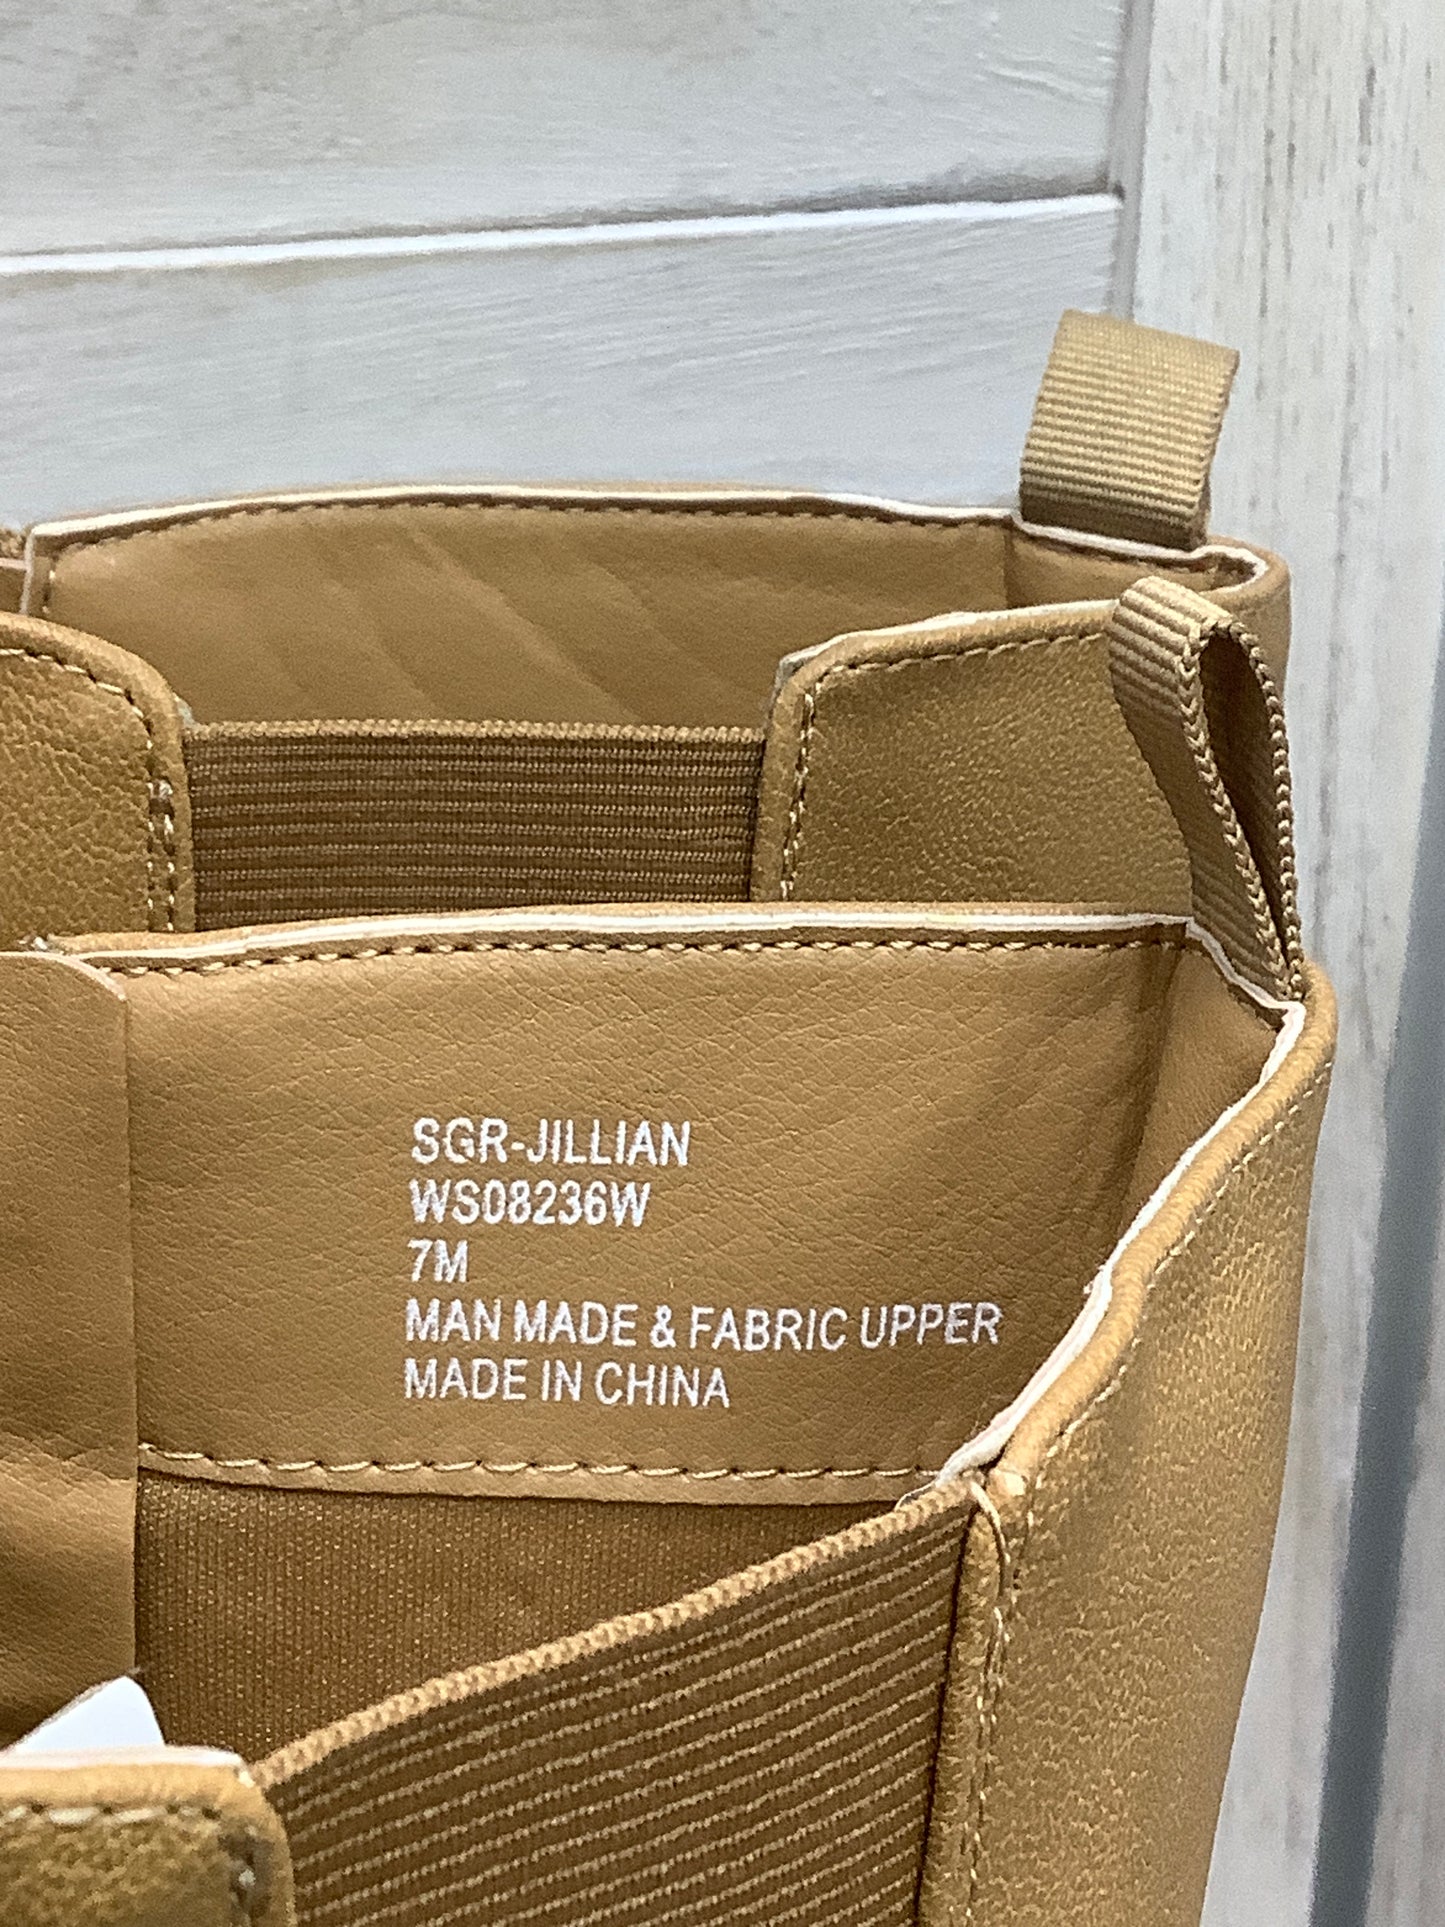 SGR-JILLIAN
WS08236W
7M
MAN MADE & FABRIC UPPER
MADE IN CHINA